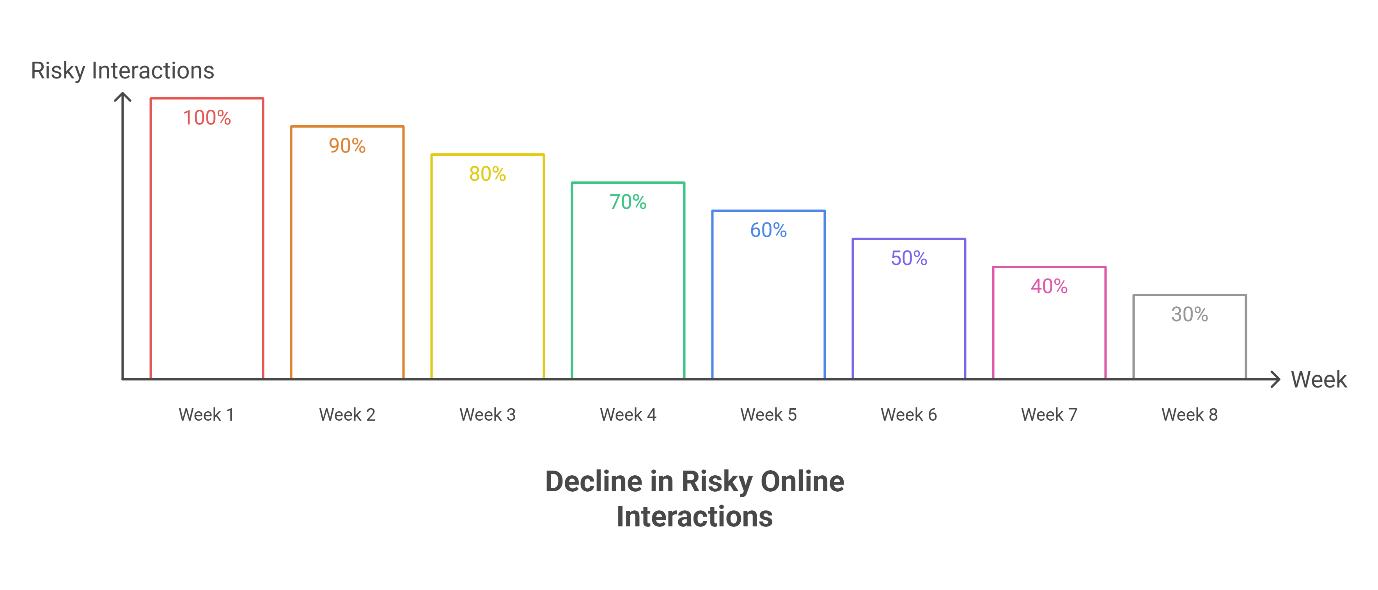 Risky Interactions
100%
90%
80%
70%
60%
50%
40%
30%
Week
Week 1
Week 2
Week 3
Week 4
Week 5
Week 6
Week 7
Week 8
Decline in Risky Online
Interactions